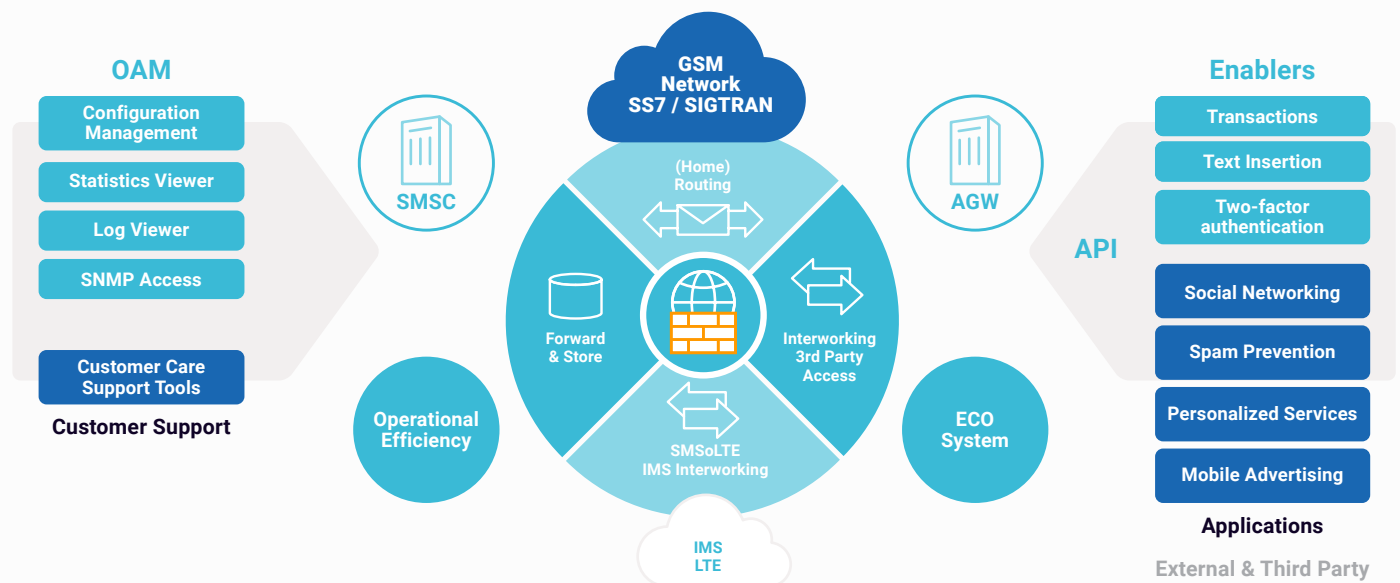 OAM
Configuration
Management
Statistics Viewer
Log Viewer
SNMP Access
Customer Care
Support Tools
Customer Support
SMSC
Operational
Efficiency
GSM
Network
SS7 / SIGTRAN
(Home)
Routing
Forward
& Store
Interworking
3rd Party
Access
SMSoLTE
IMS Interworking
IMS
LTE
AGW
ECO
System
API
Enablers
Transactions
Text Insertion
Two-factor
authentication
Social Networking
Spam Prevention
Personalized Services
Mobile Advertising
Applications
External & Third Party